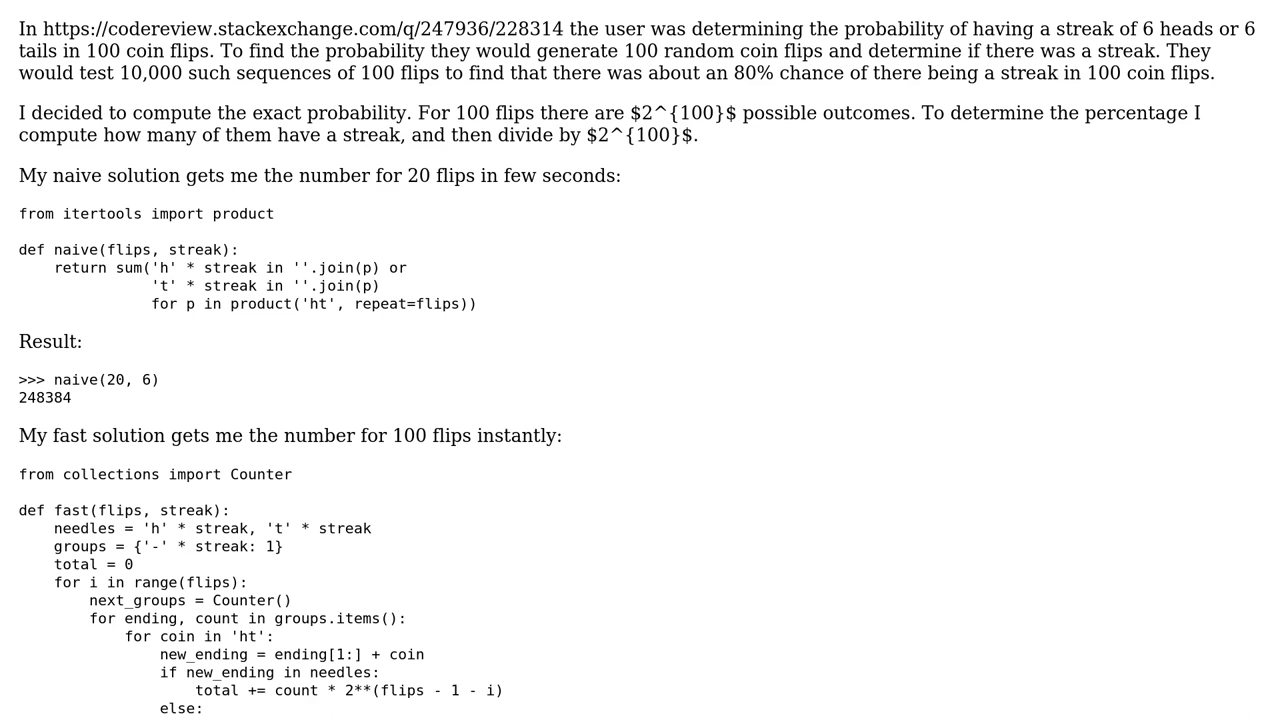 In https://codereview.stackexchange.com/q/247936/228314 the user was determining the probability of having a streak of 6 heads or 6
tails in 100 coin flips. To find the probability they would generate 100 random coin flips and determine if there was a streak. They
would test 10,000 such sequences of 100 flips to find that there was about an 80% chance of there being a streak in 100 coin flips.
I decided to compute the exact probability. For 100 flips there are $2^{100}$ possible outcomes. To determine the percentage I
compute how many of them have a streak, and then divide by $2^{100}$.
My naive solution gets me the number for 20 flips in few seconds:
from itertools import product
def naive(flips, streak):
    return sum('h' * streak in ''.join(p) or
               't' * streak in ''.join(p)
               for p in product('ht', repeat=flips))
Result:
>>> naive(20, 6)
248384
My fast solution gets me the number for 100 flips instantly:
from collections import Counter
def fast(flips, streak):
    needles = 'h' * streak, 't' * streak
    groups = {'-' * streak: 1}
    total = 0
    for i in range(flips):
        next_groups = Counter()
        for ending, count in groups.items():
            for coin in 'ht':
                new_ending = ending[1:] + coin
                if new_ending in needles:
                    total += count * 2**(flips - 1 - i)
                else: